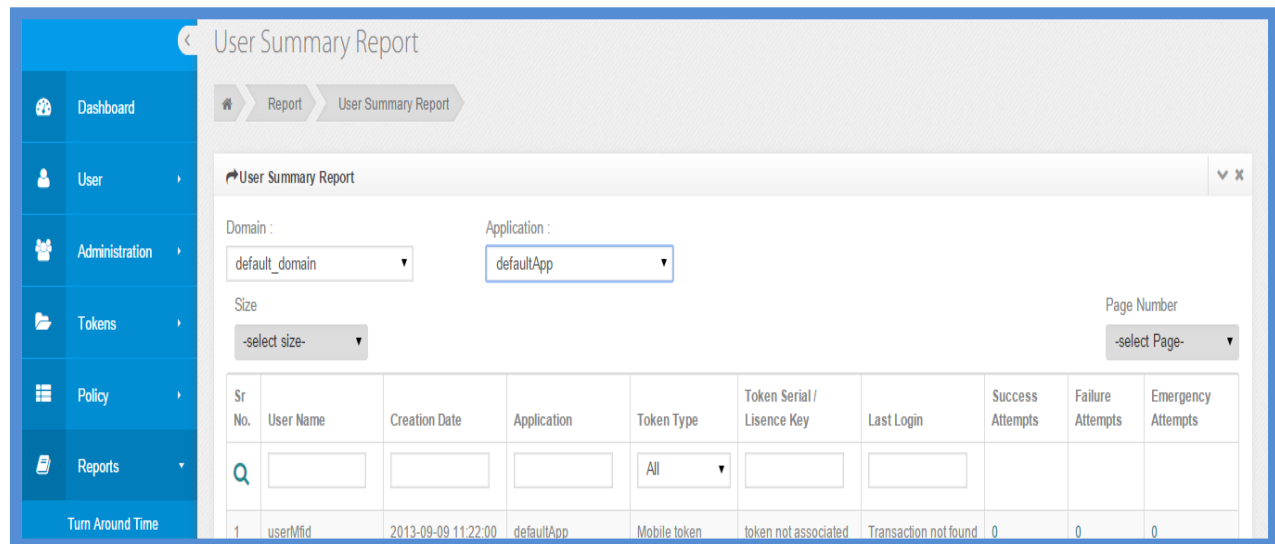 User Summary Report
Dashboard
User
Administration
Tokens
Policy
Reports
Turn Around Time
Report
User Summary Report
User Summary Report
Domain :
Application :
default_domain
defaultApp
Size
Page Number
-select size-
-select Page-
Sr No.
User Name
Creation Date
Application
Token Type
Token Serial / Lisence Key
Last Login
Success Attempts
Failure Attempts
Emergency Attempts
All
1 userMfid 2013-09-09 11:22:00 defaultApp Mobile token token not associated Transaction not found 0 0 0